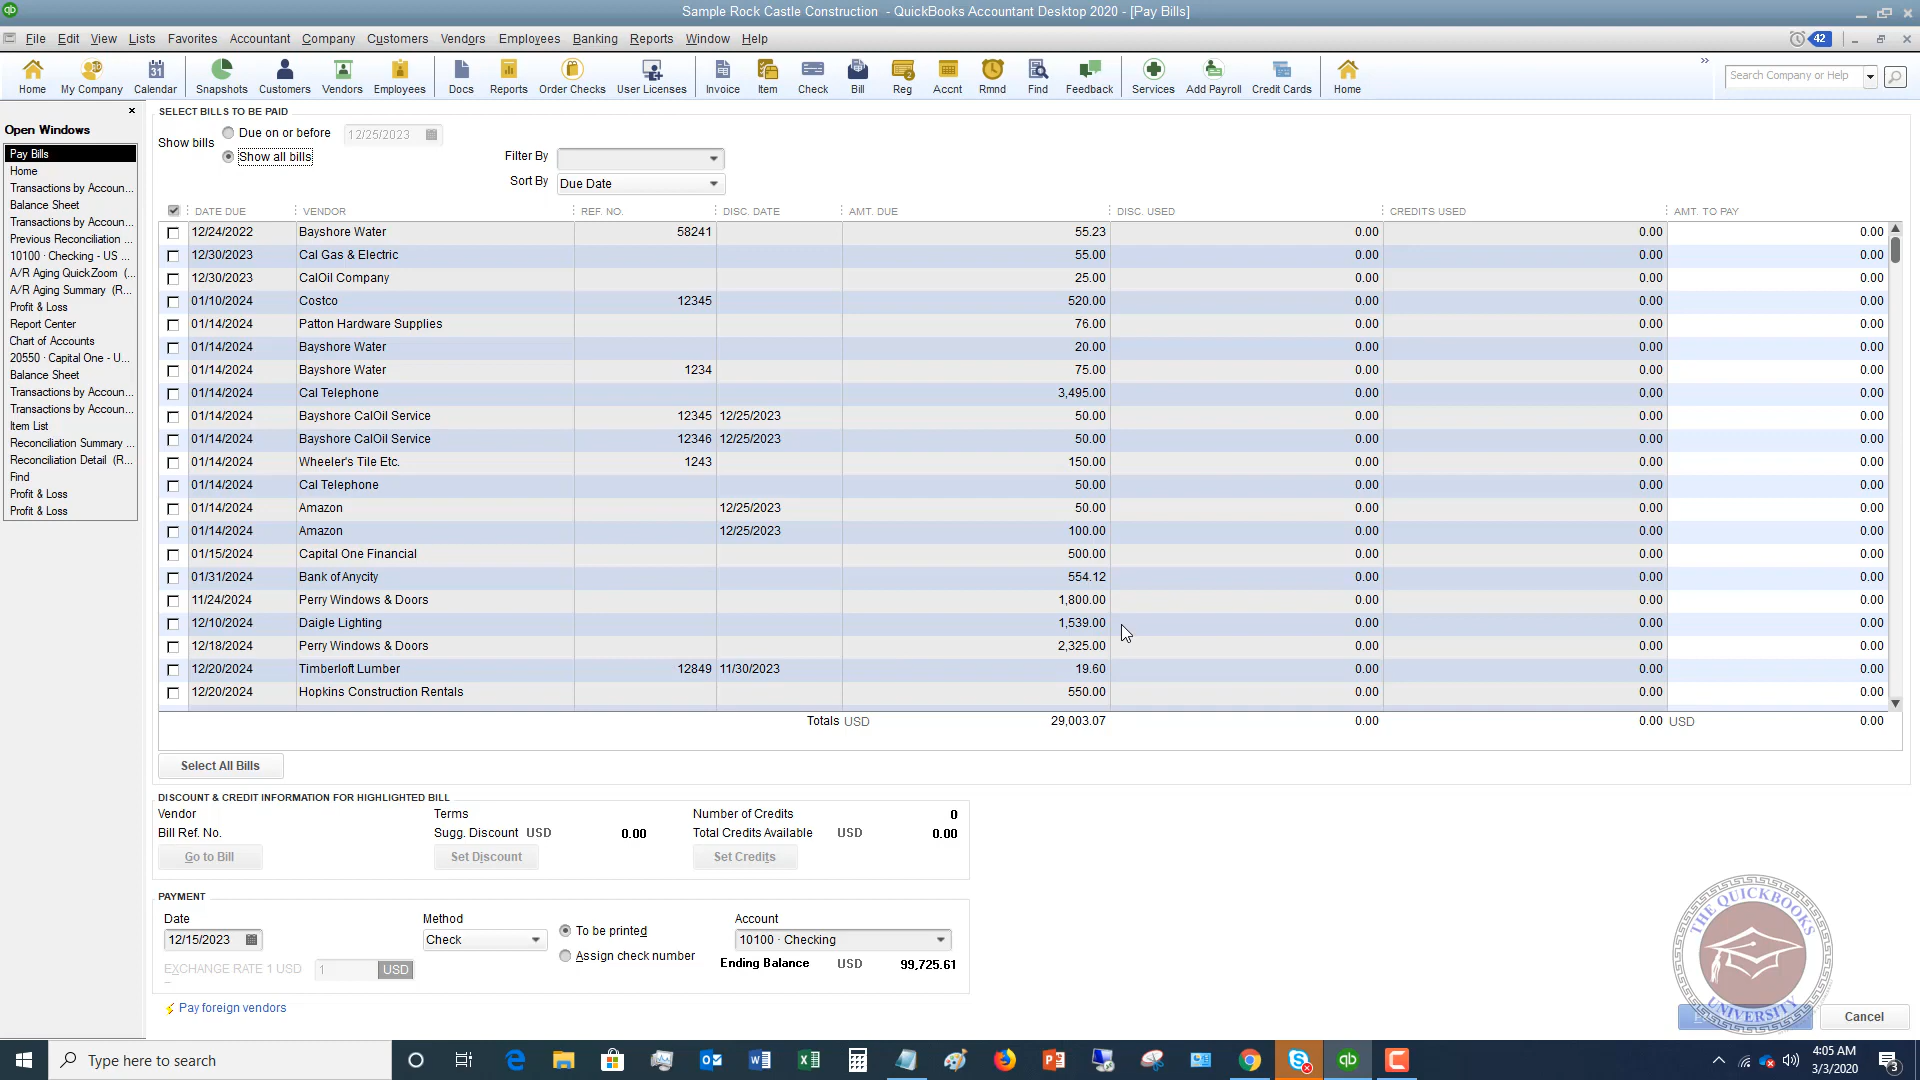 Sample Rock Castle Construction - QuickBooks Accountant Desktop 2020 - [Pay Bills]
File Edit View Lists Favorites Accountant Company Customers Vendors Employees Banking Reports Window Help 42
Home My Company Calendar Snapshots Customers Vendors Employees Docs Reports Order Checks User Licenses Invoice Item Check Bill Reg Accnt Rmnd Find Feedback Services Add Payroll Credit Cards Home Search Company or Help
31
Open Windows
Pay Bills
Home
Transactions by Accoun...
Balance Sheet
Transactions by Accoun...
Previous Reconciliation ...
10100 · Checking - US ...
A/R Aging QuickZoom (...
A/R Aging Summary (R...
Profit & Loss
Report Center
Chart of Accounts
20550 · Capital One - U...
Balance Sheet
Transactions by Accoun...
Transactions by Accoun...
Item List
Reconciliation Summary ...
Reconciliation Detail (R...
Find
Profit & Loss
Profit & Loss
SELECT BILLS TO BE PAID
Show bills
Due on or before 12/25/2023
Show all bills
Filter By
Sort By Due Date
DATE DUE VENDOR REF. NO. DISC. DATE AMT. DUE DISC. USED CREDITS USED AMT. TO PAY
12/24/2022 Bayshore Water 58241 55.23 0.00 0.00 0.00
12/30/2023 Cal Gas & Electric 55.00 0.00 0.00 0.00
12/30/2023 CalOil Company 25.00 0.00 0.00 0.00
01/10/2024 Costco 12345 520.00 0.00 0.00 0.00
01/14/2024 Patton Hardware Supplies 76.00 0.00 0.00 0.00
01/14/2024 Bayshore Water 20.00 0.00 0.00 0.00
01/14/2024 Bayshore Water 1234 75.00 0.00 0.00 0.00
01/14/2024 Cal Telephone 3,495.00 0.00 0.00 0.00
01/14/2024 Bayshore CalOil Service 12345 12/25/2023 50.00 0.00 0.00 0.00
01/14/2024 Bayshore CalOil Service 12346 12/25/2023 50.00 0.00 0.00 0.00
01/14/2024 Wheeler's Tile Etc. 1243 150.00 0.00 0.00 0.00
01/14/2024 Cal Telephone 50.00 0.00 0.00 0.00
01/14/2024 Amazon 12/25/2023 50.00 0.00 0.00 0.00
01/14/2024 Amazon 12/25/2023 100.00 0.00 0.00 0.00
01/15/2024 Capital One Financial 500.00 0.00 0.00 0.00
01/31/2024 Bank of Anycity 554.12 0.00 0.00 0.00
11/24/2024 Perry Windows & Doors 1,800.00 0.00 0.00 0.00
12/10/2024 Daigle Lighting 1,539.00 0.00 0.00 0.00
12/18/2024 Perry Windows & Doors 2,325.00 0.00 0.00 0.00
12/20/2024 Timberloft Lumber 12849 11/30/2023 19.60 0.00 0.00 0.00
12/20/2024 Hopkins Construction Rentals 550.00 0.00 0.00 0.00
Totals USD 29,003.07 0.00 0.00 USD 0.00
Select All Bills
DISCOUNT & CREDIT INFORMATION FOR HIGHLIGHTED BILL
Vendor Terms Number of Credits 0
Bill Ref. No. Sugg. Discount USD 0.00 Total Credits Available USD 0.00
Go to Bill Set Discount Set Credits
PAYMENT
Date Method Account
12/15/2023 Check To be printed 10100 · Checking
Assign check number
Ending Balance USD 99,725.61
EXCHANGE RATE 1 USD 1 USD
Pay foreign vendors
THE QUICKBOOKS UNIVERSITY
Cancel
Type here to search
4:05 AM
3/3/2020
3